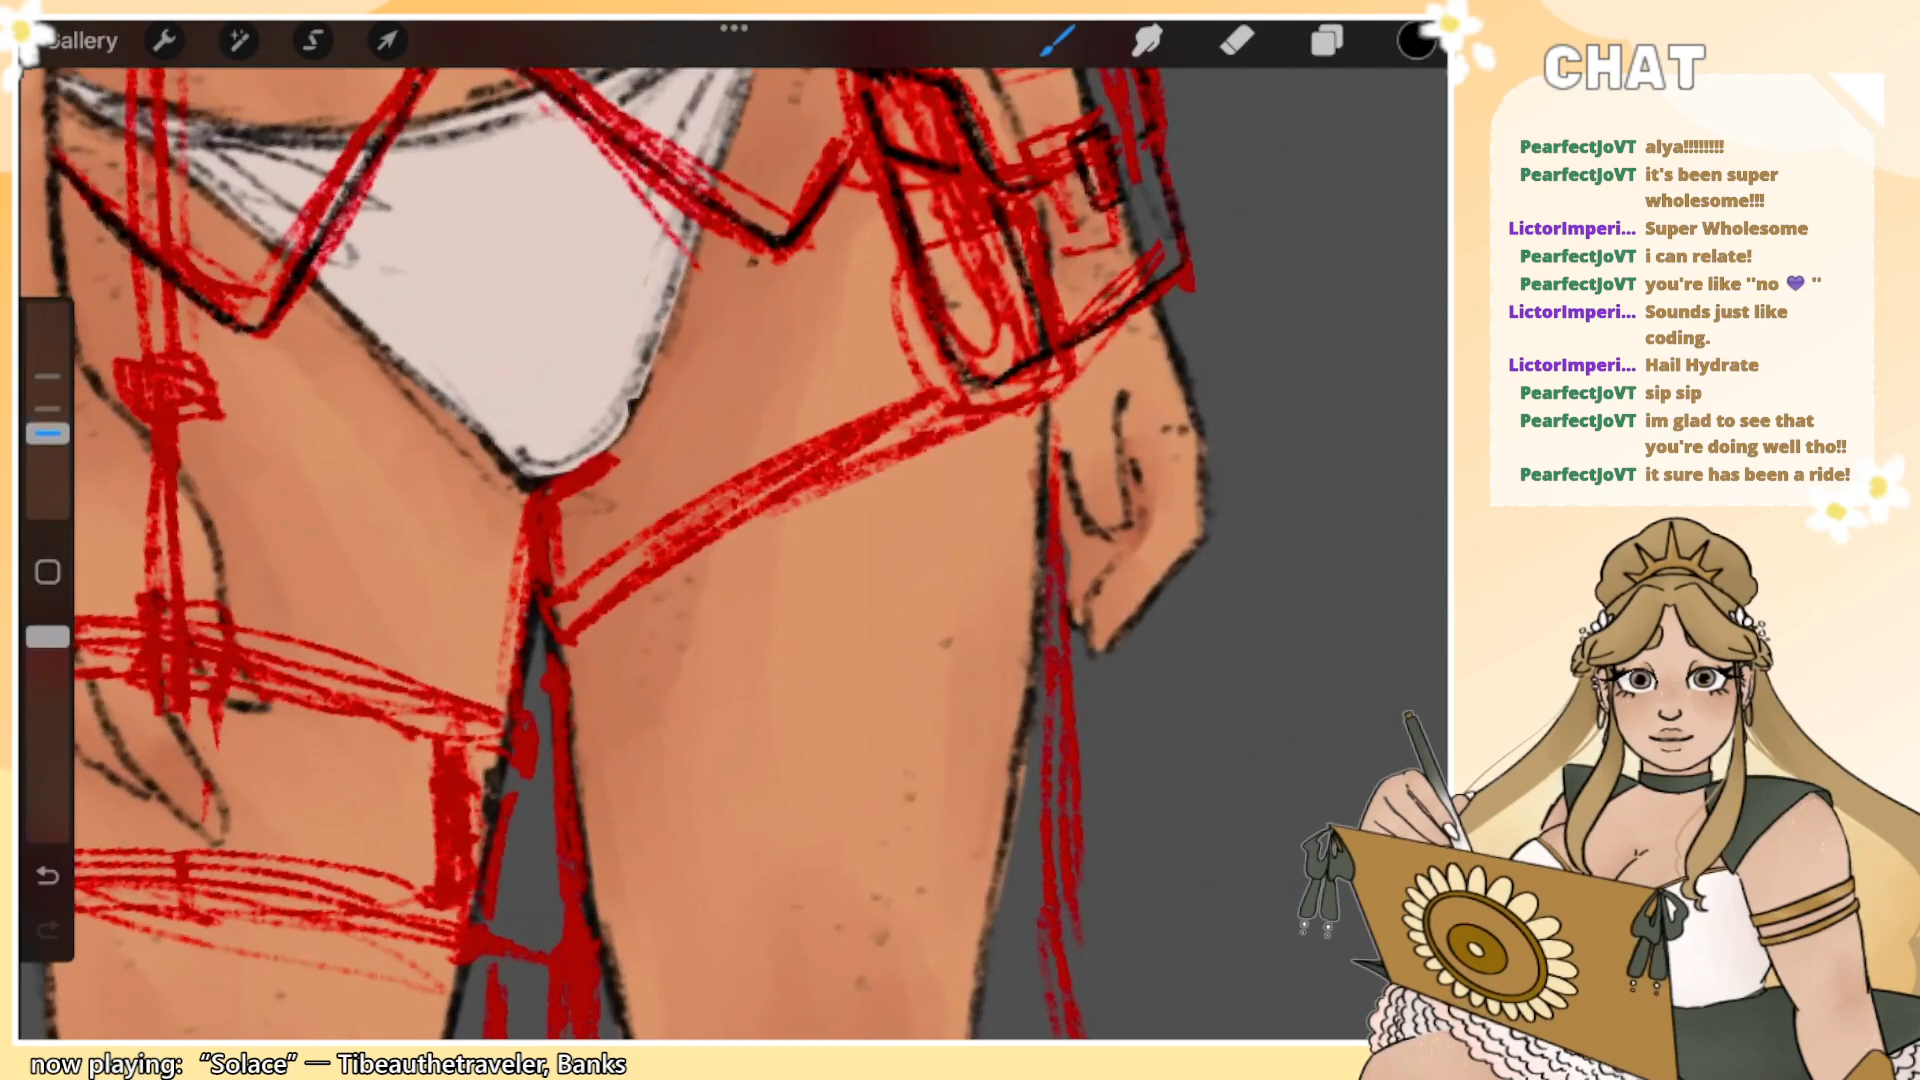 Gallery
CHAT
PearfectJoVT alya!!!!!!!!
PearfectJoVT it's been super
wholesome!!!
LictorImperi... Super Wholesome
PearfectJoVT i can relate!
PearfectJoVT you're like "no 💜 "
LictorImperi... Sounds just like
coding.
LictorImperi... Hail Hydrate
PearfectJoVT sip sip
PearfectJoVT im glad to see that
you're doing well tho!!
PearfectJoVT it sure has been a ride!
now playing: "Solace" — Tibeauthetraveler, Banks